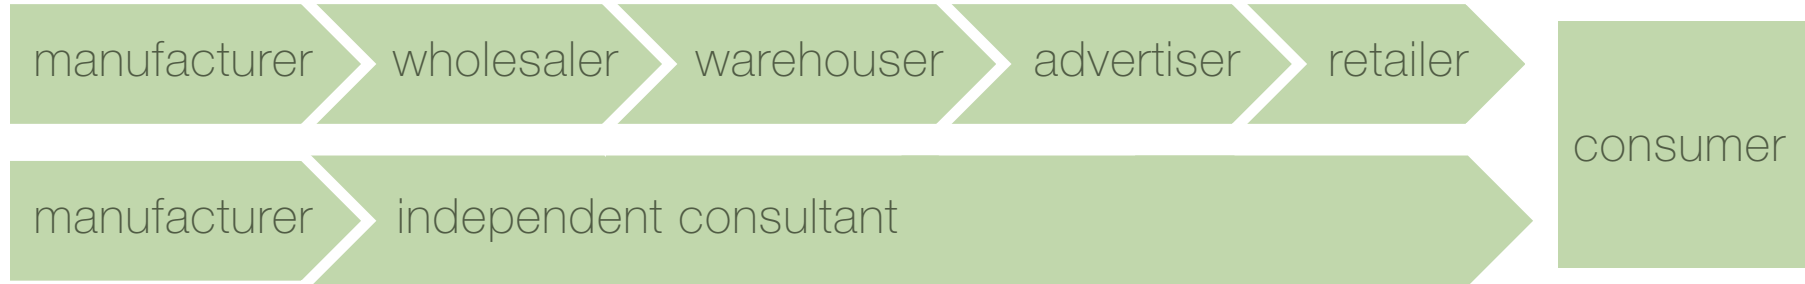 manufacturer wholesaler warehouser advertiser retailer
consumer
manufacturer independent consultant